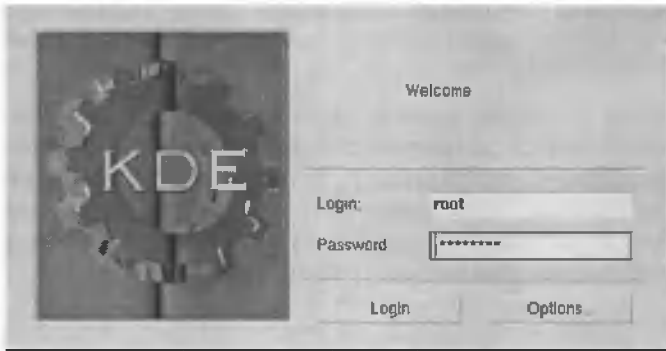 KDE
Welcome
Login: root
Password ********
Login Options...